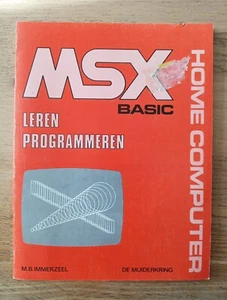 MSX
BASIC
HOME COMPUTER
LEREN
PROGRAMMEREN
M.B. IMMERZEEL
DE MUIDERKRING